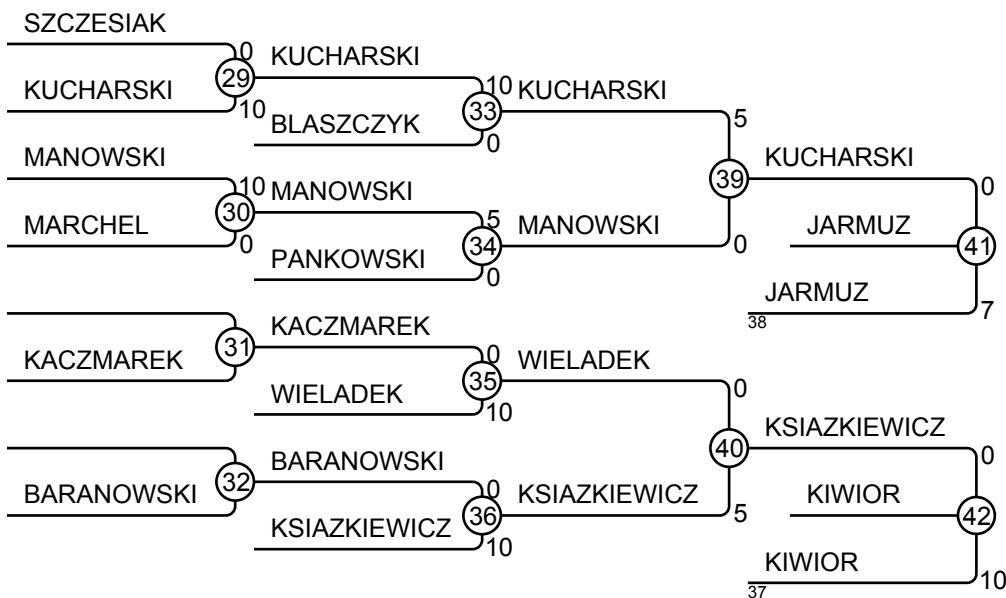 SZCZESIAK
0
KUCHARSKI
29
KUCHARSKI
10
10
KUCHARSKI
BLASZCZYK
33
0
5
MANOWSKI
10
MANOWSKI
39
KUCHARSKI
0
MARCHEL
30
0
5
MANOWSKI
0
JARMUZ
41
PANKOWSKI
34
0
JARMUZ
7
38
KACZMAREK
31
KACZMAREK
0
WIELADEK
0
WIELADEK
35
10
40
KSIAZKIEWICZ
0
BARANOWSKI
32
BARANOWSKI
0
KSIAZKIEWICZ
5
KIWIOR
42
KSIAZKIEWICZ
36
10
KIWIOR
10
37